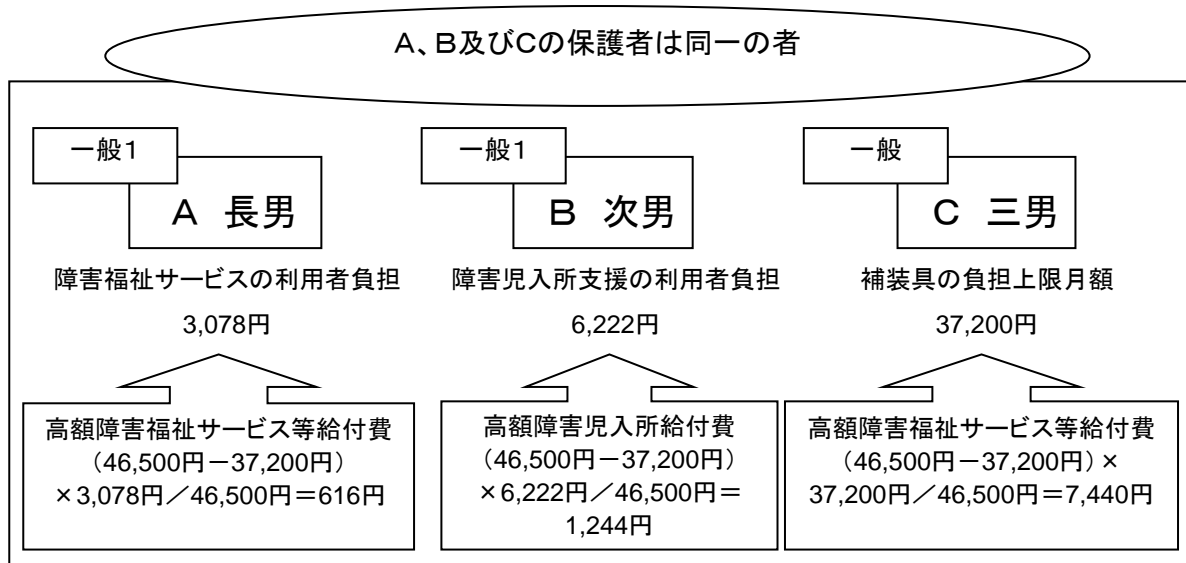 A、B及びCの保護者は同一の者
一般1
A 長男
障害福祉サービスの利用者負担
3,078円
高額障害福祉サービス等給付費
(46,500円-37,200円)
×3,078円/46,500円=616円
一般1
B 次男
障害児入所支援の利用者負担
6,222円
高額障害児入所給付費
(46,500円-37,200円)
×6,222円/46,500円=
1,244円
一般
C 三男
補装具の負担上限月額
37,200円
高額障害福祉サービス等給付費
(46,500円-37,200円)×
37,200円/46,500円=7,440円